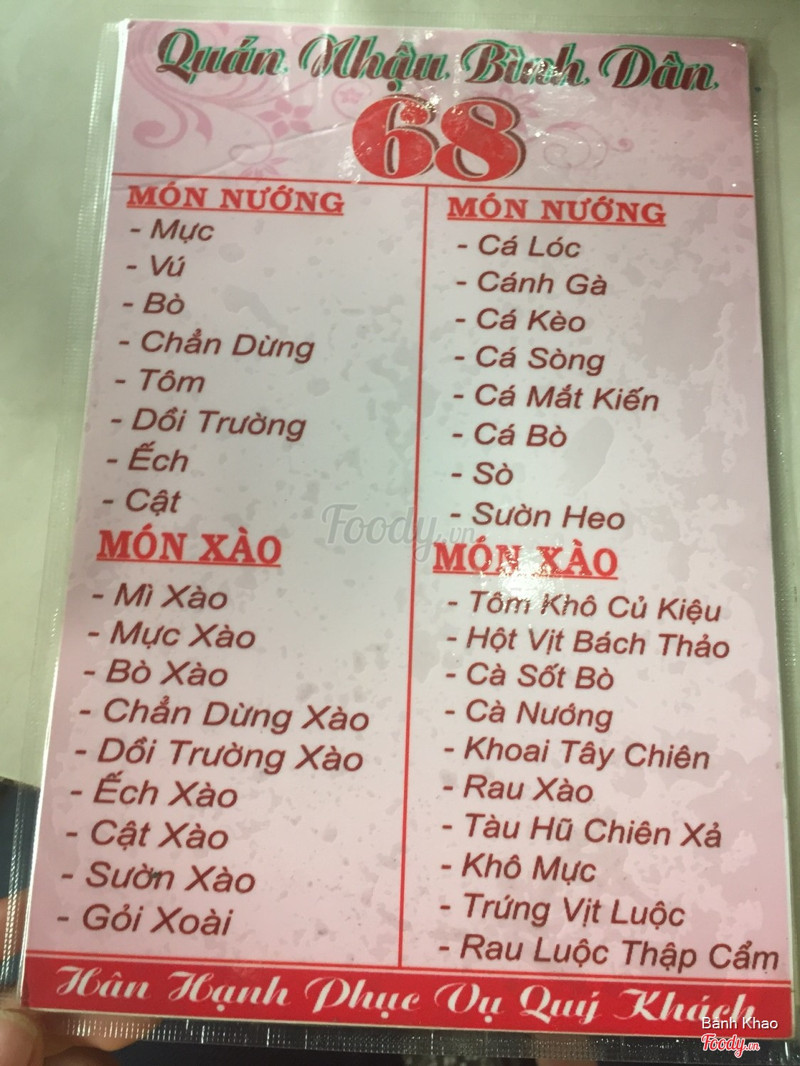 Quán Nhậu Bình Dân
68
MÓN NƯỚNG
- Mực
- Vú
- Bò
- Chẳn Dừng
- Tôm
- Dồi Trường
- Ếch
- Cật
MÓN XÀO
- Mì Xào
- Mực Xào
- Bò Xào
- Chẳn Dừng Xào
- Dồi Trường Xào
- Ếch Xào
- Cật Xào
- Sườn Xào
- Gỏi Xoài
MÓN NƯỚNG
- Cá Lóc
- Cánh Gà
- Cá Kèo
- Cá Sòng
- Cá Mắt Kiến
- Cá Bò
- Sò
- Sườn Heo
MÓN XÀO
- Tôm Khô Củ Kiệu
- Hột Vịt Bách Thảo
- Cà Sốt Bò
- Cà Nướng
- Khoai Tây Chiên
- Rau Xào
- Tàu Hũ Chiên Xả
- Khô Mực
- Trứng Vịt Luộc
- Rau Luộc Thập Cẩm
Hân Hạnh Phục Vụ Quý Khách
Foody.vn
Bánh Khao
Foody.vn